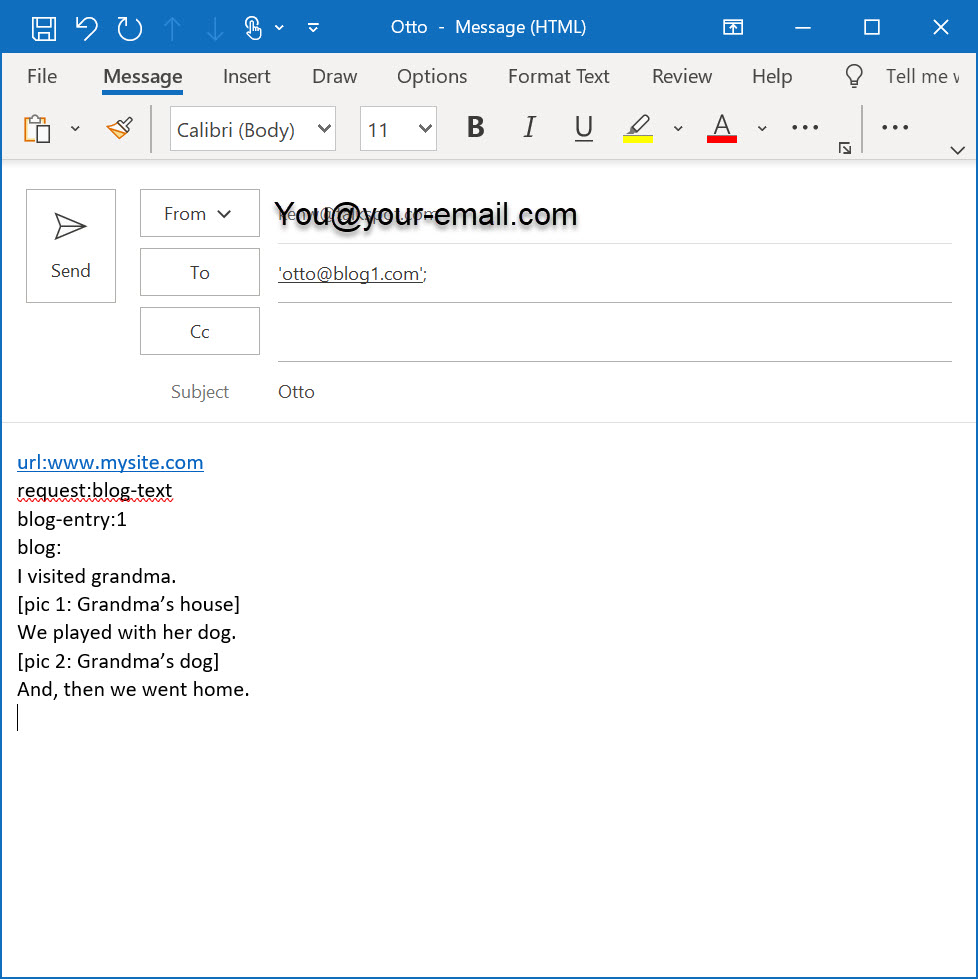 Otto - Message (HTML)
File Message Insert Draw Options Format Text Review Help Tell me
Calibri (Body) 11 B I U A
From You@your-email.com
Send
To 'otto@blog1.com';
Cc
Subject Otto
url:www.mysite.com
request:blog-text
blog-entry:1
blog:
I visited grandma.
[pic 1: Grandma’s house]
We played with her dog.
[pic 2: Grandma’s dog]
And, then we went home.